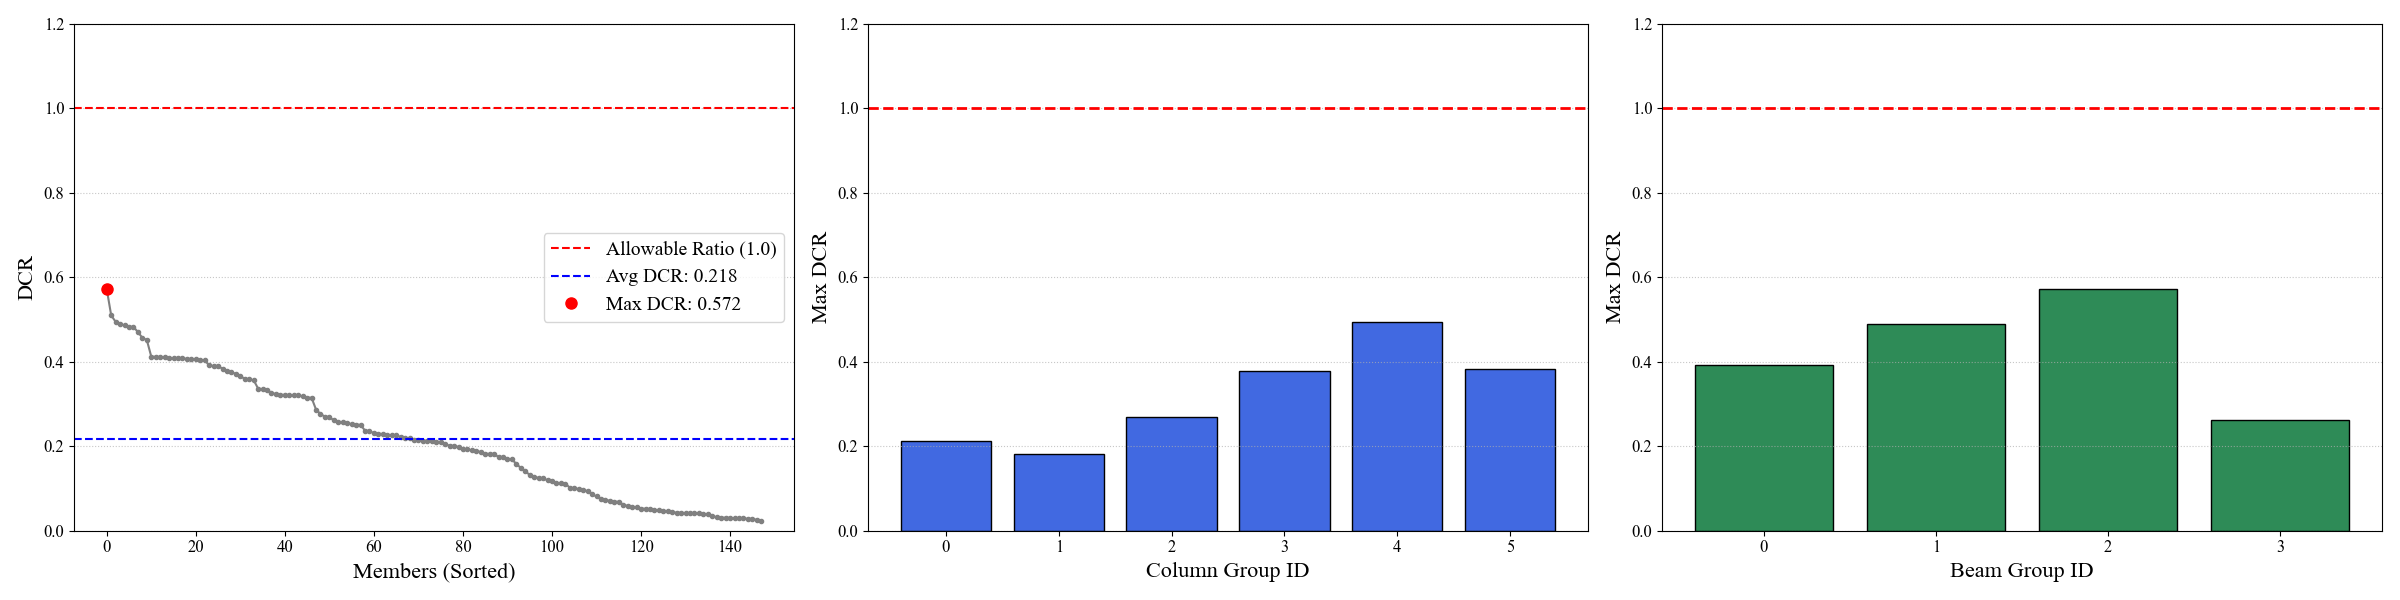 1.2
1.0
0.8
0.6
0.4
0.2
0.0
DCR
0 20 40 60 80 100 120 140
Members (Sorted)
Allowable Ratio (1.0)
Avg DCR: 0.218
Max DCR: 0.572
1.2
1.0
0.8
0.6
0.4
0.2
0.0
Max DCR
0 1 2 3 4 5
Column Group ID
1.2
1.0
0.8
0.6
0.4
0.2
0.0
Max DCR
0 1 2 3
Beam Group ID